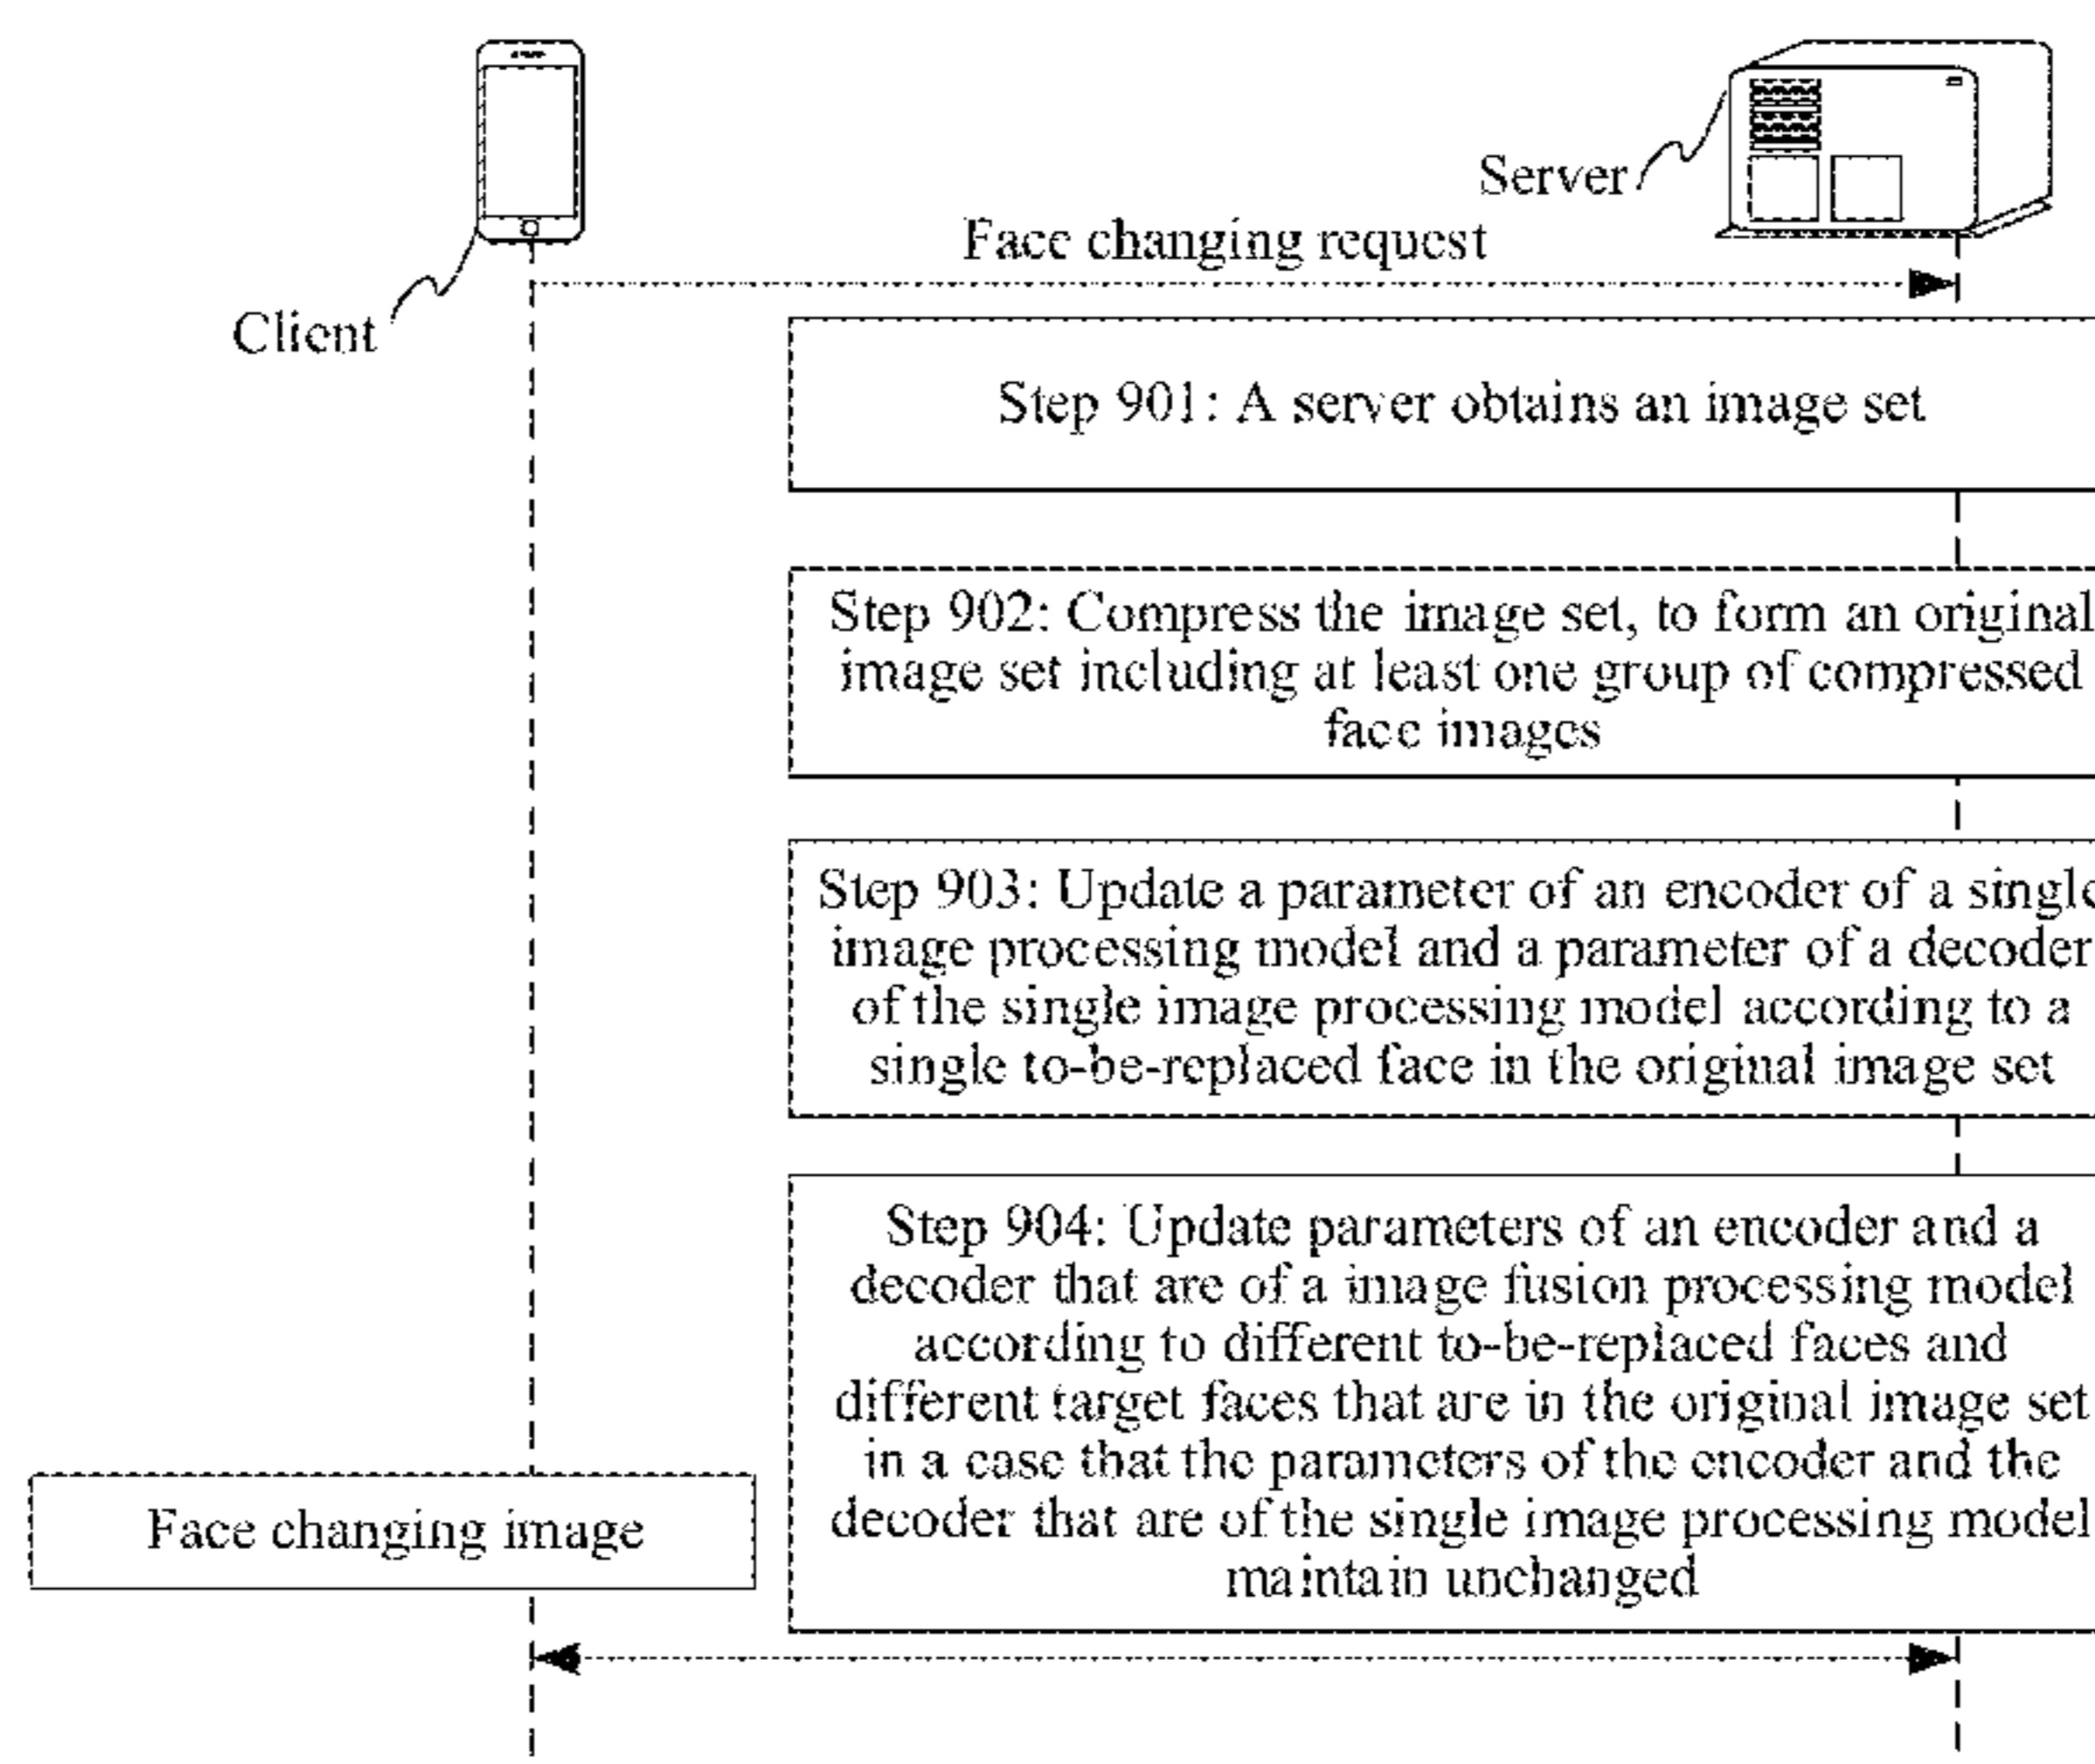 Server
Face changing request
Client
Step 901: A server obtains an image set
Step 902: Compress the image set, to form an original
image set including at least one group of compressed
face images
Step 903: Update a parameter of an encoder of a single
image processing model and a parameter of a decoder
of the single image processing model according to a
single to-be-replaced face in the original image set
Step 904: Update parameters of an encoder and a
decoder that are of a image fusion processing model
according to different to-be-replaced faces and
different target faces that are in the original image set
in a case that the parameters of the encoder and the
decoder that are of the single image processing model
maintain unchanged
Face changing image